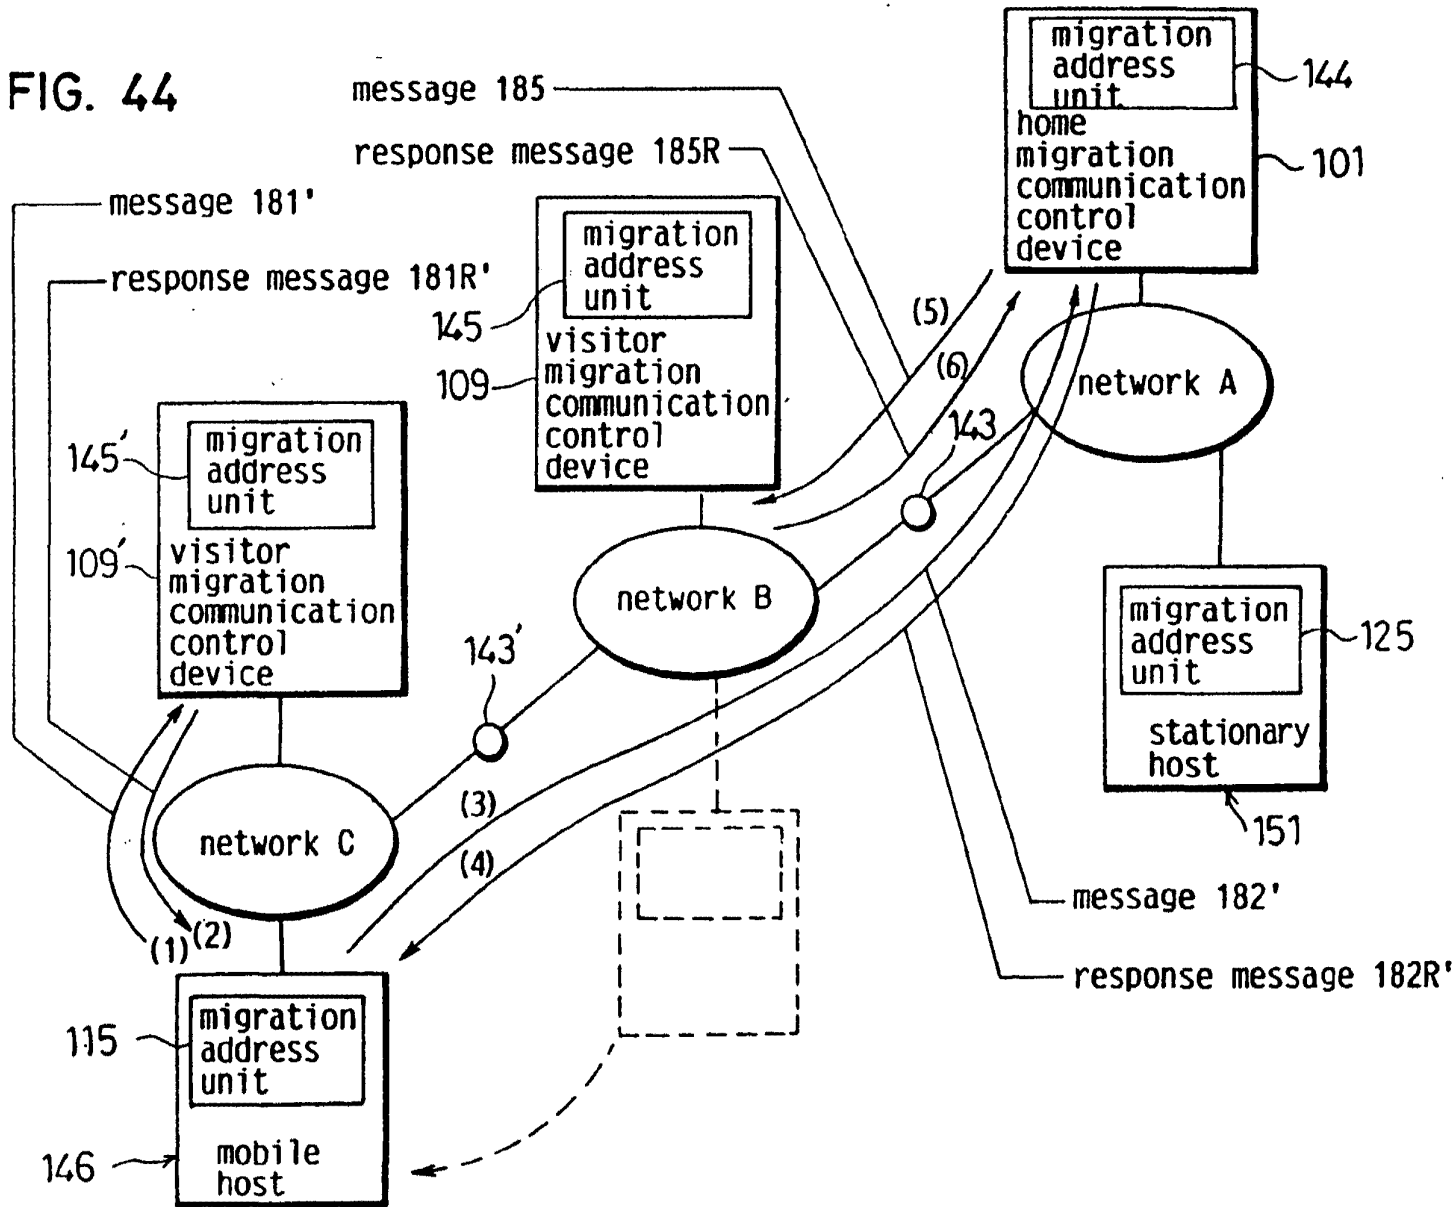 FIG. 44
message 185
response message 185R
message 181'
response message 181R'
migration
address
unit
144
home
migration
communication
control
device
101
migration
address
unit
145
visitor
migration
communication
control
device
109
(5)
(6)
143
network A
migration
address
unit
145'
visitor
migration
communication
control
device
109'
network B
143'
migration
address
unit
125
stationary
host
151
network C
(3)
(4)
(1)
(2)
message 182'
response message 182R'
migration
address
unit
115
mobile
host
146